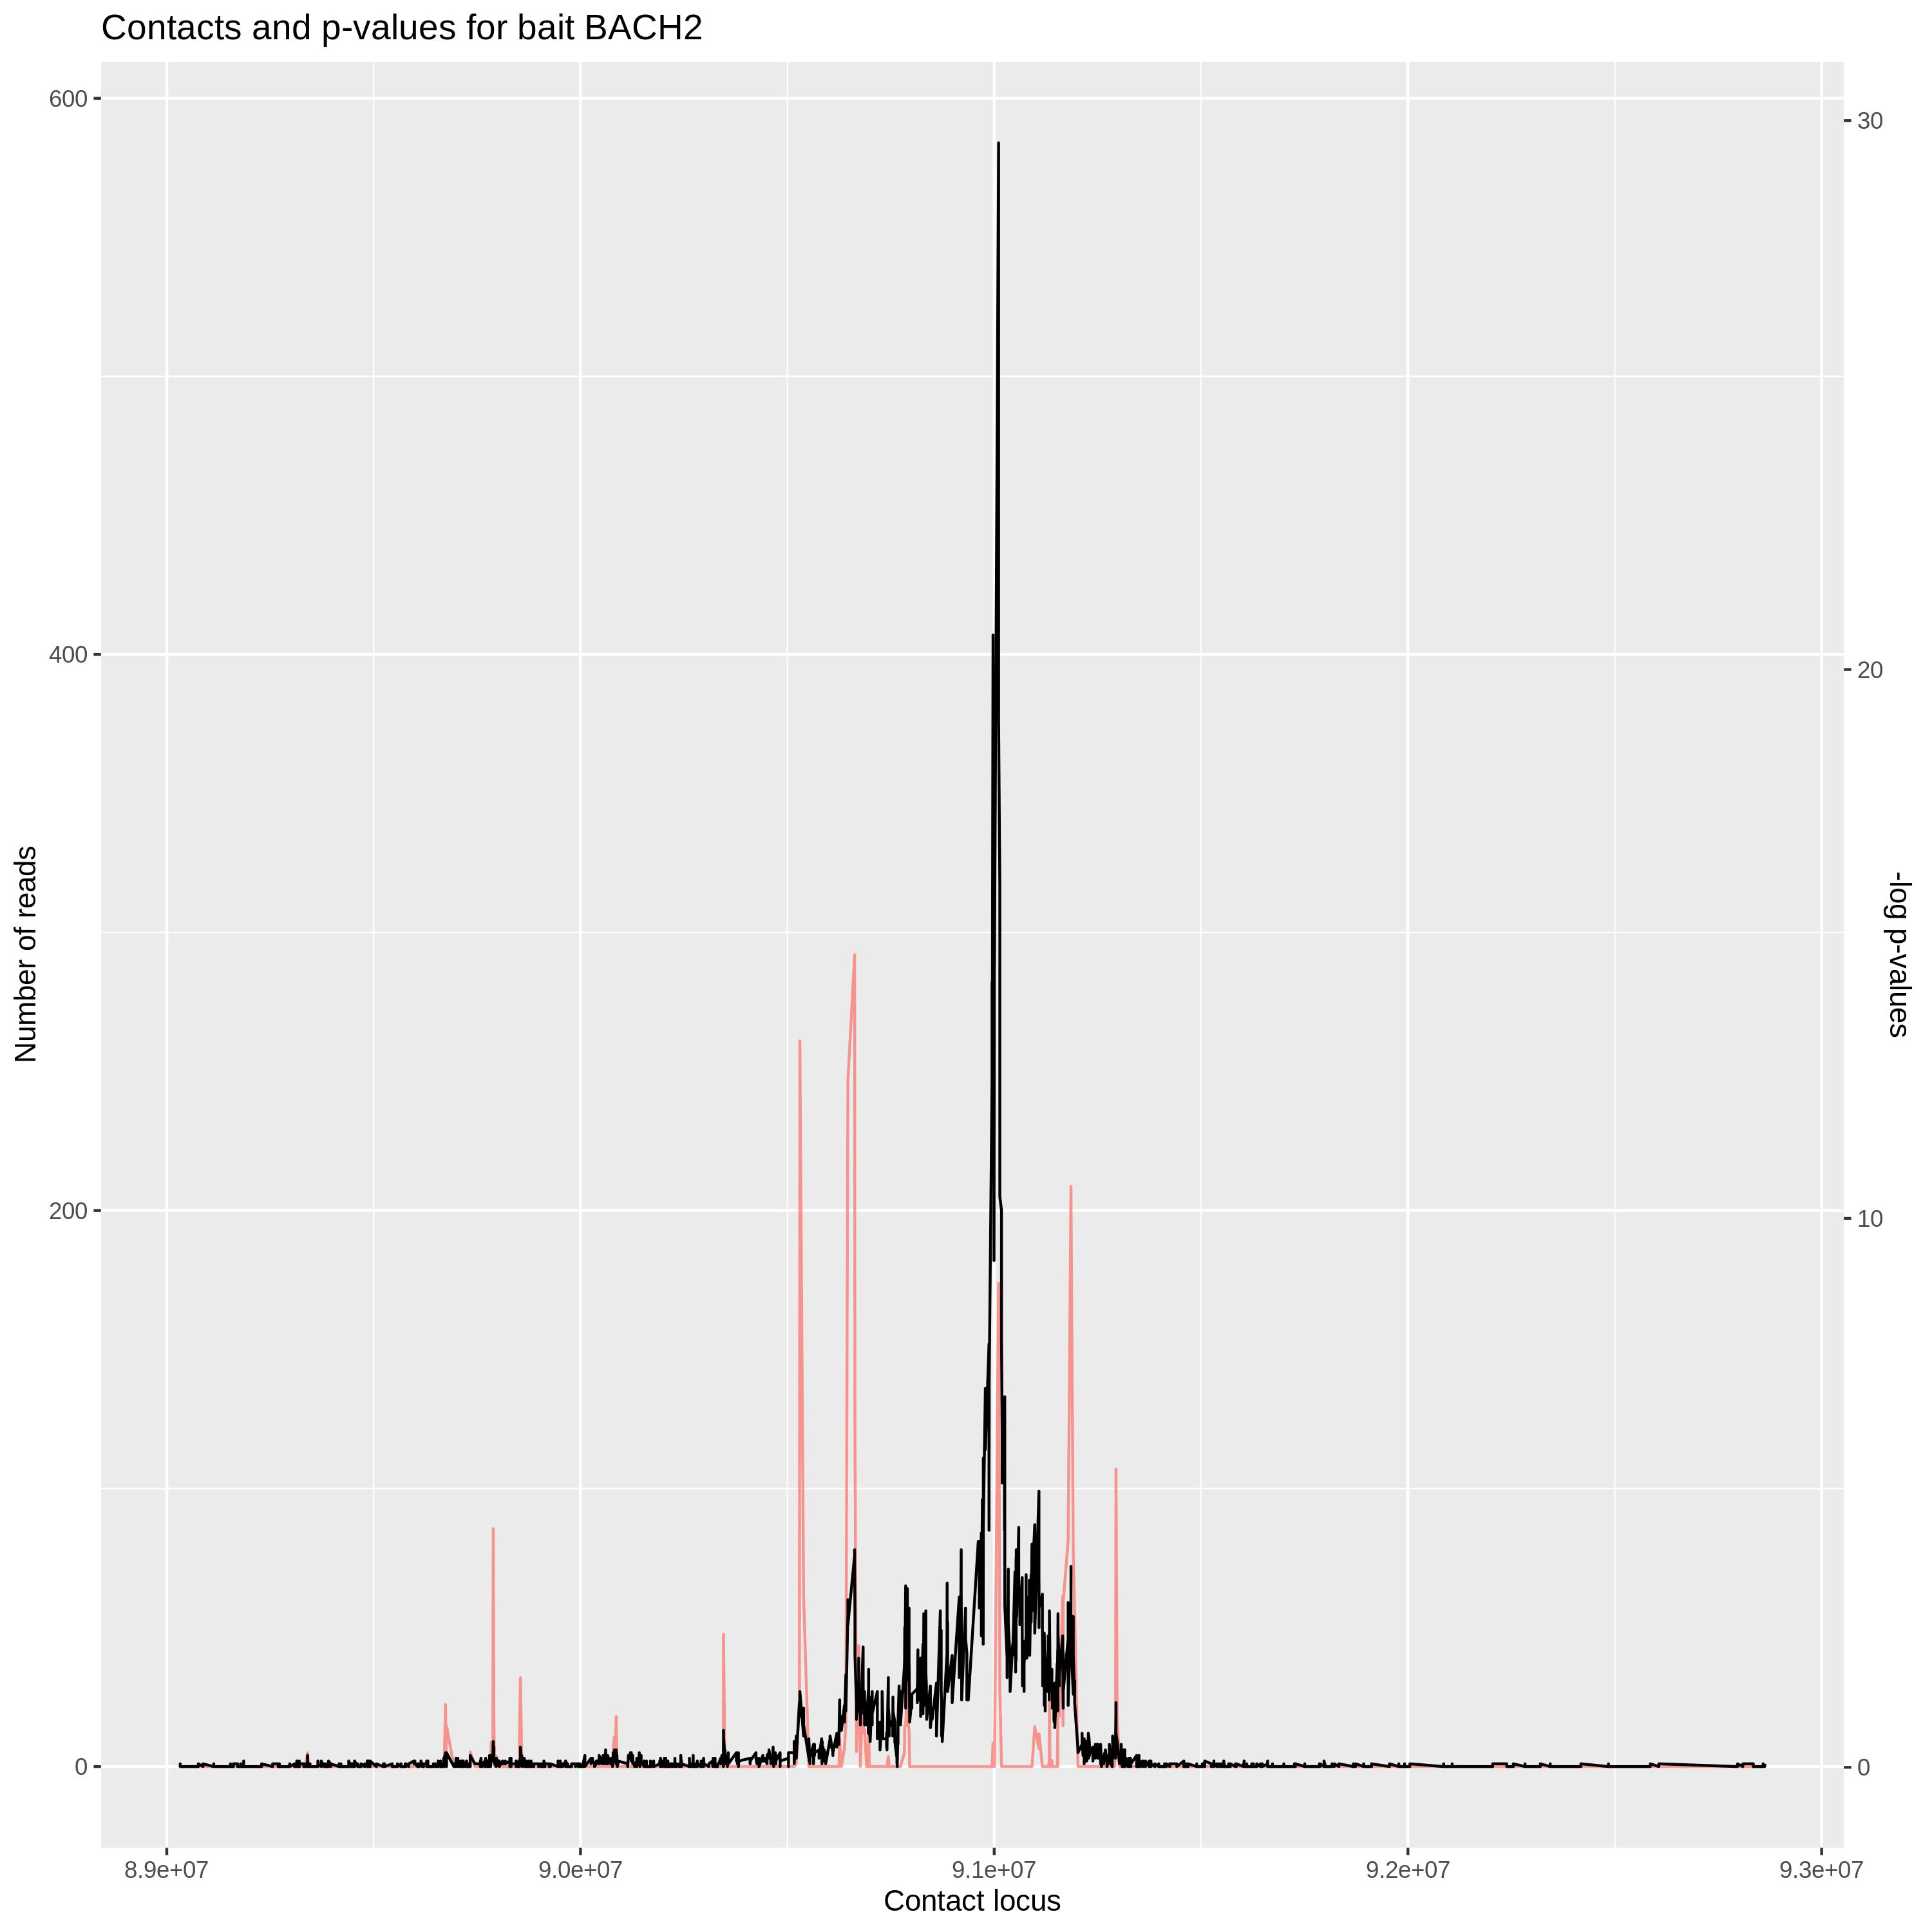 Contacts and p-values for bait BACH2
600
400
200
0
Number of reads
30
20
10
0
-log p-values
8.9e+07 9.0e+07 9.1e+07 9.2e+07 9.3e+07
Contact locus